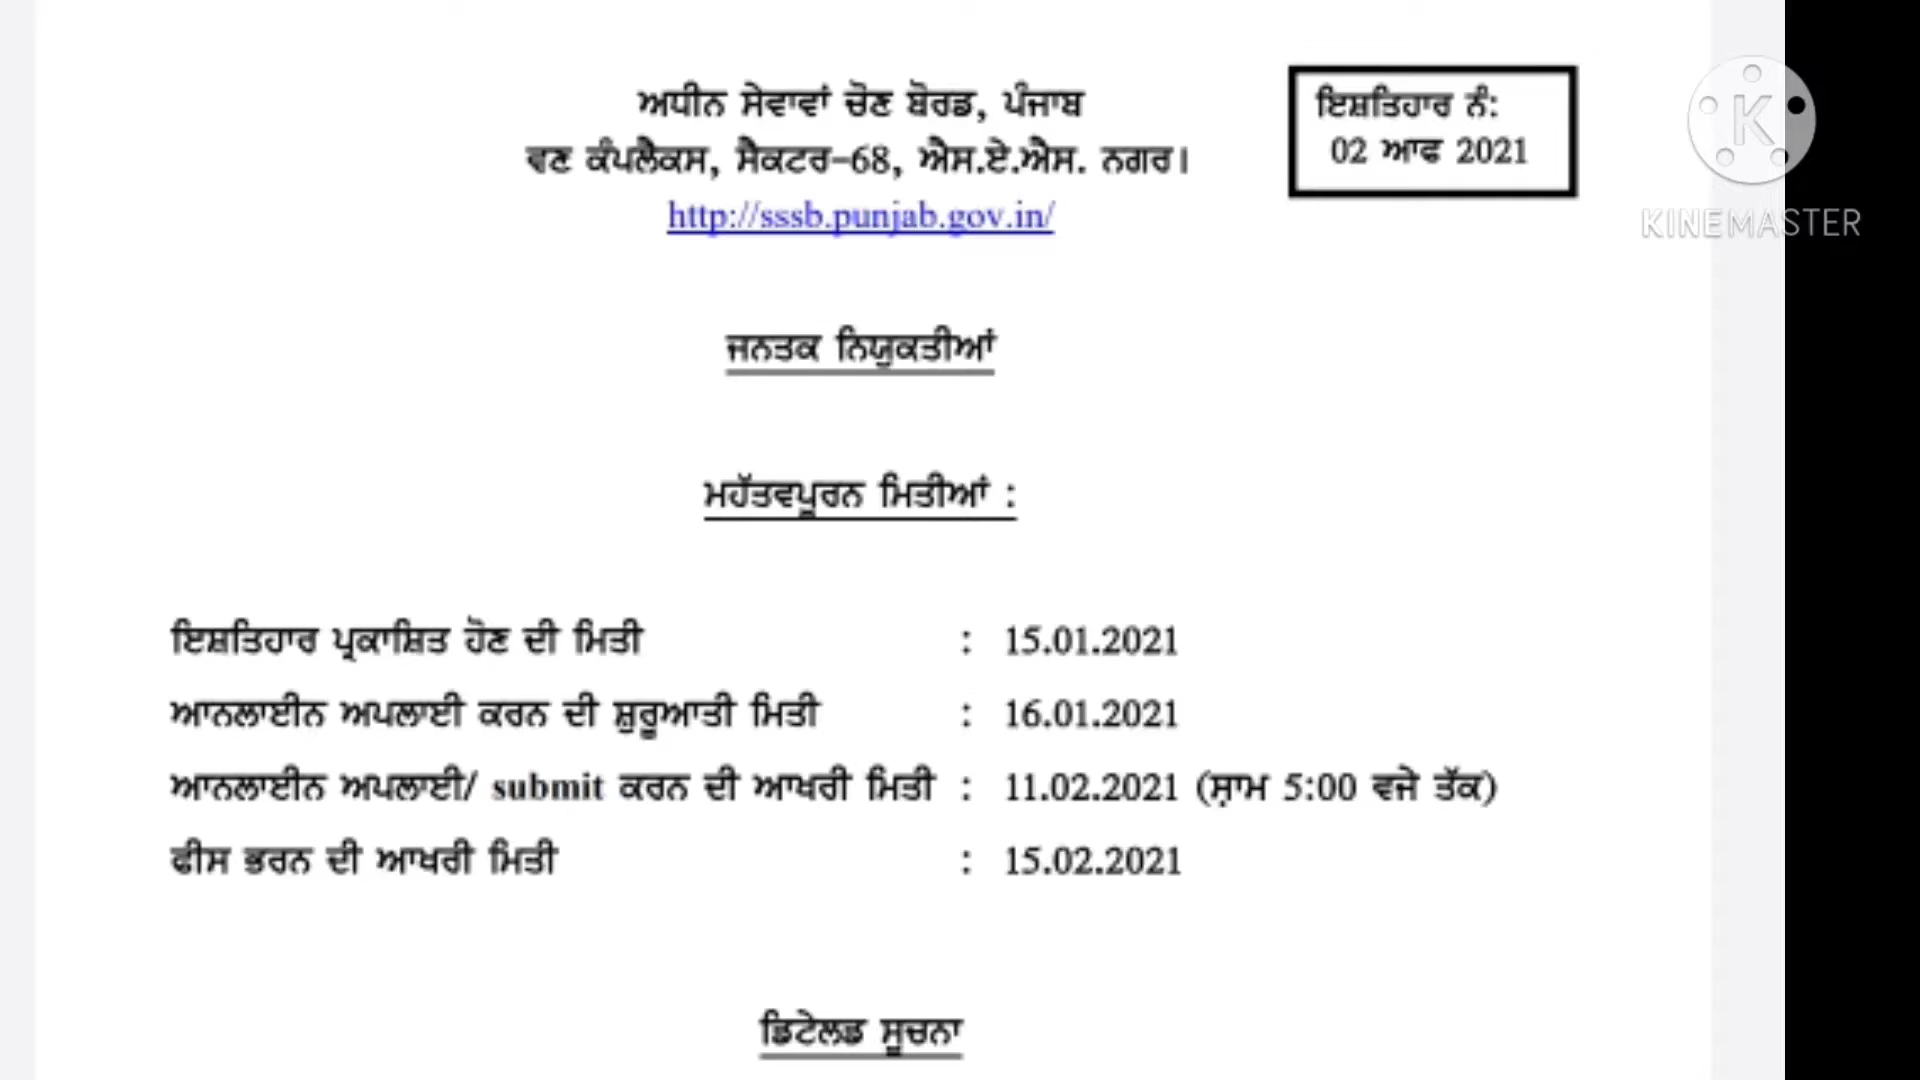 ਅਧੀਨ ਸੇਵਾਵਾਂ ਚੋਣ ਬੋਰਡ, ਪੰਜਾਬ
ਵਣ ਕੰਪਲੈਕਸ, ਸੈਕਟਰ-68, ਐਸ.ਏ.ਐਸ. ਨਗਰ।
http://sssb.punjab.gov.in/
ਇਸ਼ਤਿਹਾਰ ਨੰ:
02 ਆਫ 2021
KINEMASTER
ਜਨਤਕ ਨਿਯੁਕਤੀਆਂ
ਮਹੱਤਵਪੂਰਨ ਮਿਤੀਆਂ :
ਇਸ਼ਤਿਹਾਰ ਪ੍ਰਕਾਸ਼ਿਤ ਹੋਣ ਦੀ ਮਿਤੀ : 15.01.2021
ਆਨਲਾਈਨ ਅਪਲਾਈ ਕਰਨ ਦੀ ਸ਼ੁਰੂਆਤੀ ਮਿਤੀ : 16.01.2021
ਆਨਲਾਈਨ ਅਪਲਾਈ/ submit ਕਰਨ ਦੀ ਆਖਰੀ ਮਿਤੀ : 11.02.2021 (ਸ਼ਾਮ 5:00 ਵਜੇ ਤੱਕ)
ਫੀਸ ਭਰਨ ਦੀ ਆਖਰੀ ਮਿਤੀ : 15.02.2021
ਡਿਟੇਲਡ ਸੂਚਨਾ